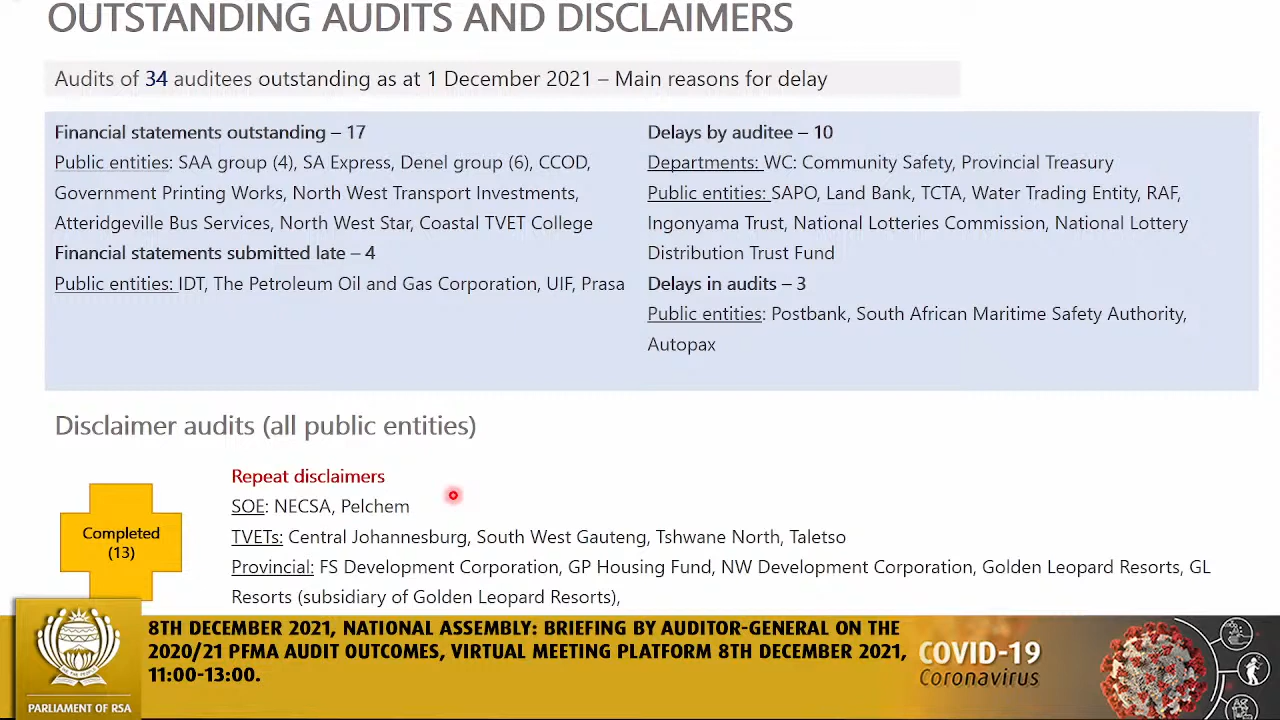 OUTSTANDING AUDITS AND DISCLAIMERS
Audits of 34 auditees outstanding as at 1 December 2021 – Main reasons for delay
Financial statements outstanding – 17
Public entities: SAA group (4), SA Express, Denel group (6), CCOD,
Government Printing Works, North West Transport Investments,
Atteridgeville Bus Services, North West Star, Coastal TVET College
Financial statements submitted late – 4
Public entities: IDT, The Petroleum Oil and Gas Corporation, UIF, Prasa
Delays by auditee – 10
Departments: WC: Community Safety, Provincial Treasury
Public entities: SAPO, Land Bank, TCTA, Water Trading Entity, RAF,
Ingonyama Trust, National Lotteries Commission, National Lottery
Distribution Trust Fund
Delays in audits – 3
Public entities: Postbank, South African Maritime Safety Authority,
Autopax
Disclaimer audits (all public entities)
Completed
(13)
Repeat disclaimers
SOE: NECSA, Pelchem
TVETs: Central Johannesburg, South West Gauteng, Tshwane North, Taletso
Provincial: FS Development Corporation, GP Housing Fund, NW Development Corporation, Golden Leopard Resorts, GL
Resorts (subsidiary of Golden Leopard Resorts),
PARLIAMENT OF RSA
8TH DECEMBER 2021, NATIONAL ASSEMBLY: BRIEFING BY AUDITOR-GENERAL ON THE
2020/21 PFMA AUDIT OUTCOMES, VIRTUAL MEETING PLATFORM 8TH DECEMBER 2021,
11:00-13:00.
COVID-19
Coronavirus